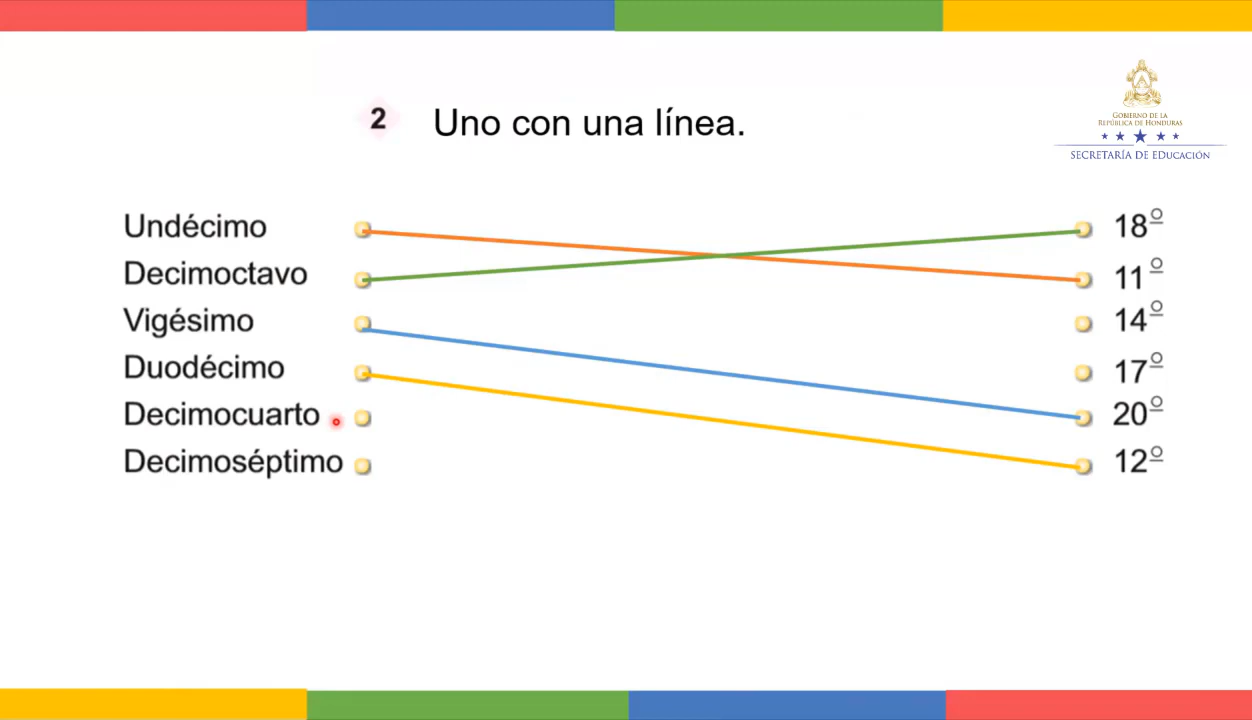 GOBIERNO DE LA
REPÚBLICA DE HONDURAS
SECRETARÍA DE EDUCACIÓN
2 Uno con una línea.
Undécimo 18º
Decimoctavo 11º
Vigésimo 14º
Duodécimo 17º
Decimocuarto 20º
Decimoséptimo 12º